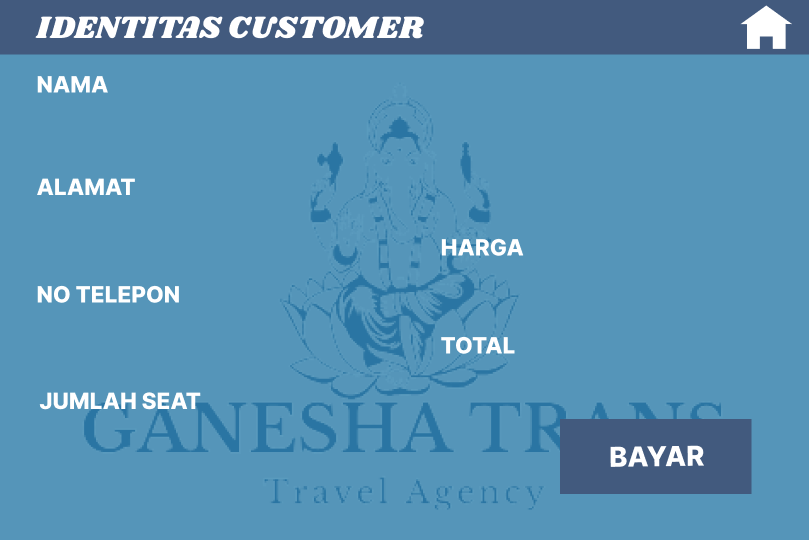 IDENTITAS CUSTOMER
NAMA
ALAMAT
HARGA
NO TELEPON
TOTAL
JUMLAH SEAT
GANESHA TRANS
BAYAR
Travel Agency